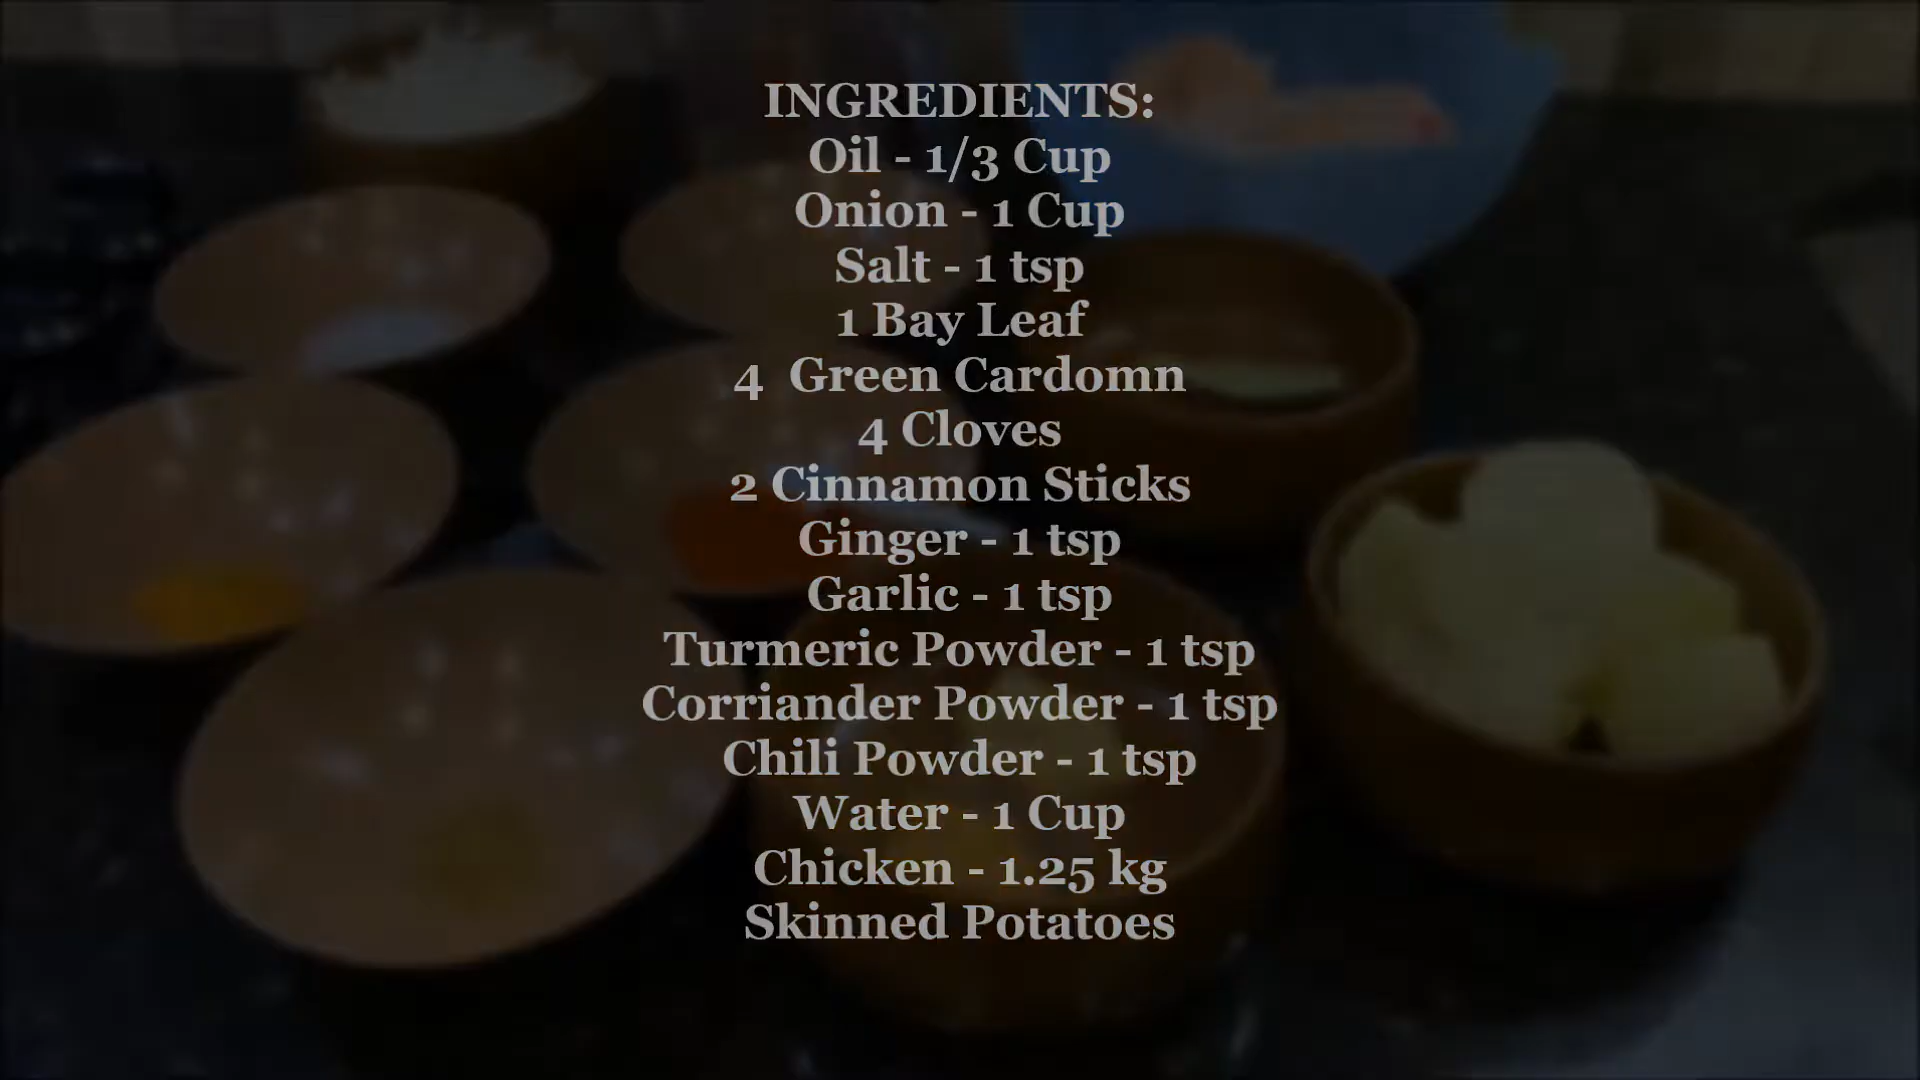 INGREDIENTS:
Oil - 1/3 Cup
Onion - 1 Cup
Salt - 1 tsp
1 Bay Leaf
4  Green Cardomn
4 Cloves
2 Cinnamon Sticks
Ginger - 1 tsp
Garlic - 1 tsp
Turmeric Powder - 1 tsp
Corriander Powder - 1 tsp
Chili Powder - 1 tsp
Water - 1 Cup
Chicken - 1.25 kg
Skinned Potatoes